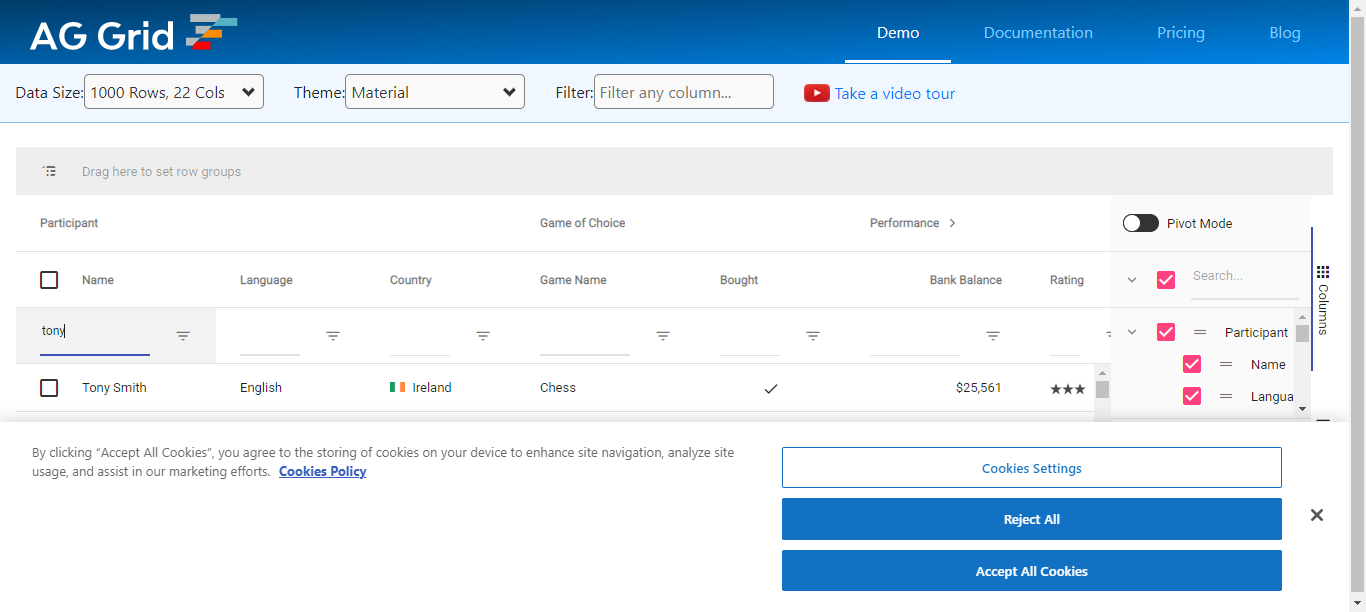 AG Grid
Demo
Documentation
Pricing
Blog
Data Size: 1000 Rows, 22 Cols
Theme: Material
Filter: Filter any column...
Take a video tour
Drag here to set row groups
Participant
Game of Choice
Performance
Pivot Mode
Name
Language
Country
Game Name
Bought
Bank Balance
Rating
Search...
Columns
tony
Participant
Name
Langua
Tony Smith
English
Ireland
Chess
$25,561
By clicking “Accept All Cookies”, you agree to the storing of cookies on your device to enhance site navigation, analyze site
usage, and assist in our marketing efforts. Cookies Policy
Cookies Settings
Reject All
Accept All Cookies